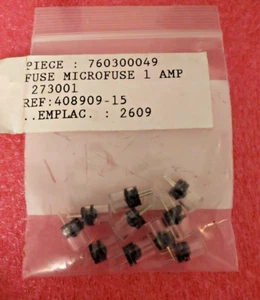 PIECE : 760300049
FUSE MICROFUSE 1 AMP
273001
REF:408909-15
..EMPLAC. : 2609